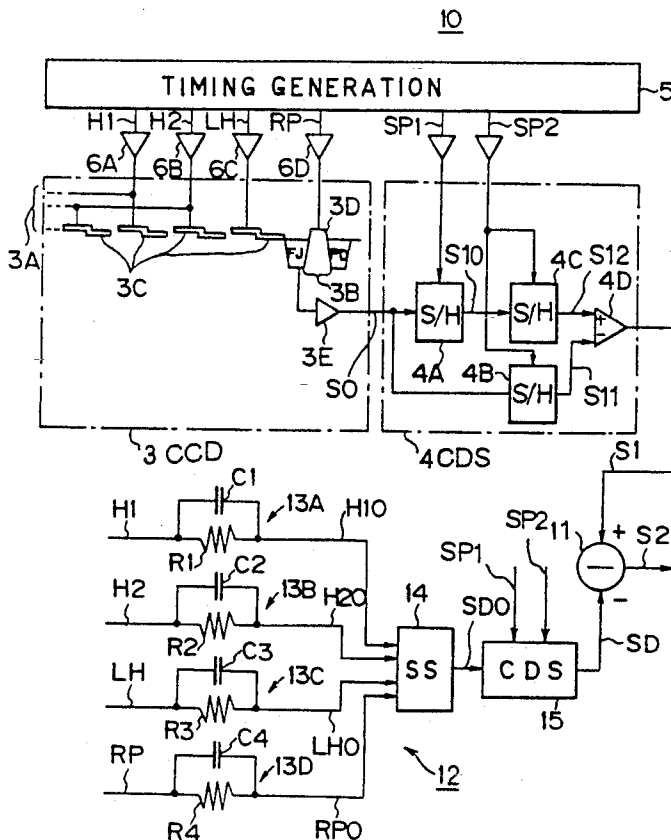 10
TIMING GENERATION
5
H1 H2 LH RP SP1 SP2
6A 6B 6C 6D
3D
3A
FJ
3C 3B
S/H
S10
4C
S/H
S12
4D
+
-
3E
S0
4A
4B
S/H
S11
3 CCD
4CDS
S1
C1
H1
13A
H10
R1
SP1
SP2
11
+
S2
C2
H2
13B
H20
R2
14
SS
SD0
-
C3
LH
13C
CDS
SD
R3
LH0
15
C4
RP
13D
12
R4
RP0